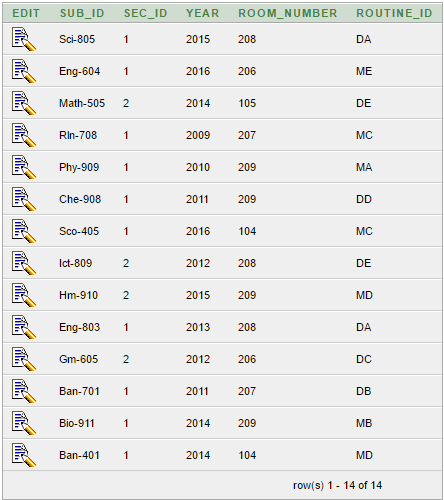 EDIT SUB_ID SEC_ID YEAR ROOM_NUMBER ROUTINE_ID
Sci-805 1 2015 208 DA
Eng-604 1 2016 206 ME
Math-505 2 2014 105 DE
Rln-708 1 2009 207 MC
Phy-909 1 2010 209 MA
Che-908 1 2011 209 DD
Sco-405 1 2016 104 MC
Ict-809 2 2012 208 DE
Hm-910 2 2015 209 MD
Eng-803 1 2013 208 DA
Gm-605 2 2012 206 DC
Ban-701 1 2011 207 DB
Bio-911 1 2014 209 MB
Ban-401 1 2014 104 MD
row(s) 1 - 14 of 14